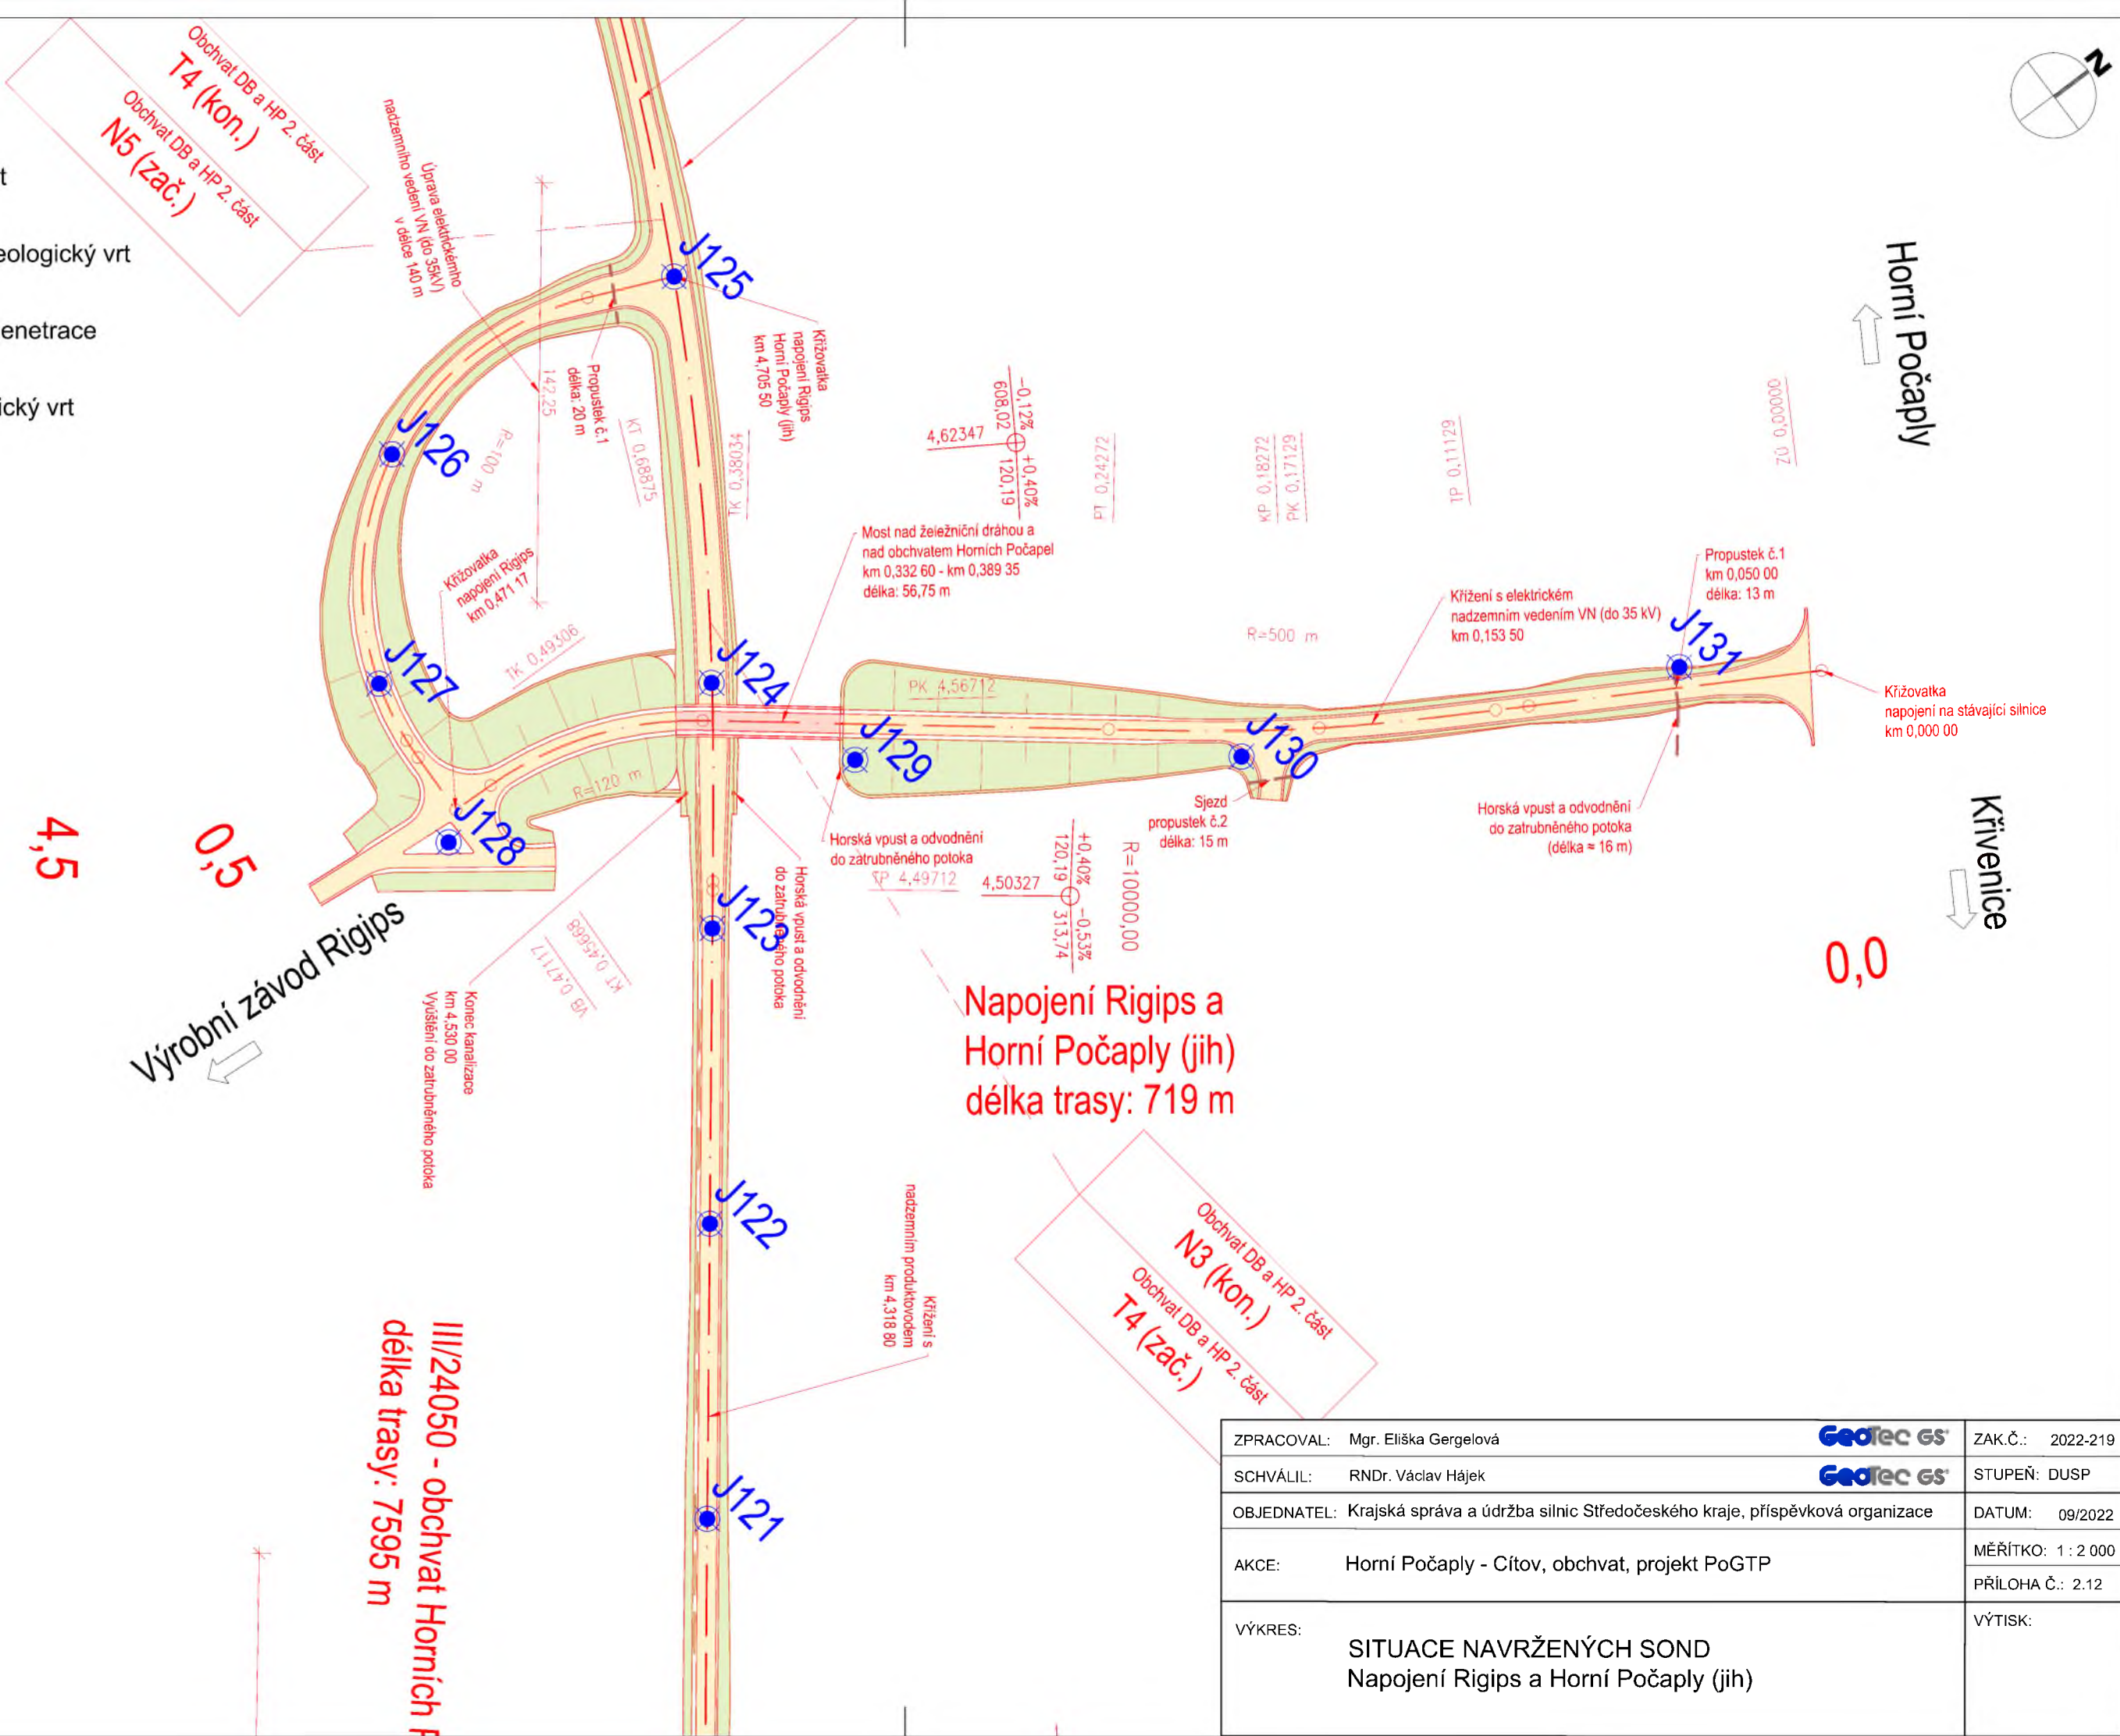 Obchvat DB a HP 2. část
T4 (kon.)
Obchvat DB a HP 2. část
N5 (zač.)
N
t
eologický vrt
enetrace
ický vrt
Úprava elektrickémho
nadzemního vedení VN (do 35kV)
v délce 140 m
J125
Křižovatka
napojení Rigips
Horní Počaply (jih)
km 4,705 50
Horní Počaply
142,25
Propustek č.1
délka: 20 m
KT 0,68875
TK 0,38034
R=100 m
J126
4,62347
-0,12%
608,02
+0,40%
120,19
PT 0,24272
KP 0,18272
PK 0,17129
TP 0,11129
ZÚ 0,00000
Most nad želežniční dráhou a
nad obchvatem Horních Počapel
km 0,332 60 - km 0,389 35
délka: 56,75 m
Křižovatka
napojení Rigips
km 0,471 17
TK 0,49306
Křížení s elektrickém
nadzemním vedením VN (do 35 kV)
km 0,153 50
Propustek č.1
km 0,050 00
délka: 13 m
R=500 m
J131
J127
J124
PK 4,56712
Křižovatka
napojení na stávající silnice
km 0,000 00
J129
J130
R=120 m
J128
4,5
0,5
Sjezd
propustek č.2
délka: 15 m
Horská vpust a odvodnění
do zatrubněného potoka
(délka ≈ 16 m)
Křivenice
Horská vpust a odvodnění
do zátrubněného potoka
TP 4,49712
4,50327
+0,40%
120,19
-0,53%
313,74
R=10000,00
Horská vpust a odvodnění
do zatrubněného potoka
J123
KT 0,45668
VB 0,47117
0,0
Výrobní závod Rigips
Konec kanalizace
km 4,530 00
Vyústění do zatrubněného potoka
Napojení Rigips a
Horní Počaply (jih)
délka trasy: 719 m
J122
Křížení s
nadzemním produktovodem
km 4,318 80
Obchvat DB a HP 2. část
N3 (kon.)
Obchvat DB a HP 2. část
T4 (zač.)
III/24050 - obchvat Horních
délka trasy: 7595 m
J121
ZPRACOVAL: Mgr. Eliška Gergelová GeoTec GS ZAK.Č.: 2022-219
SCHVÁLIL: RNDr. Václav Hájek GeoTec GS STUPEŇ: DUSP
OBJEDNATEL: Krajská správa a údržba silnic Středočeského kraje, příspěvková organizace DATUM: 09/2022
AKCE: Horní Počaply - Cítov, obchvat, projekt PoGTP MĚŘÍTKO: 1 : 2 000
PŘÍLOHA Č.: 2.12
VÝKRES: SITUACE NAVRŽENÝCH SOND VÝTISK:
Napojení Rigips a Horní Počaply (jih)